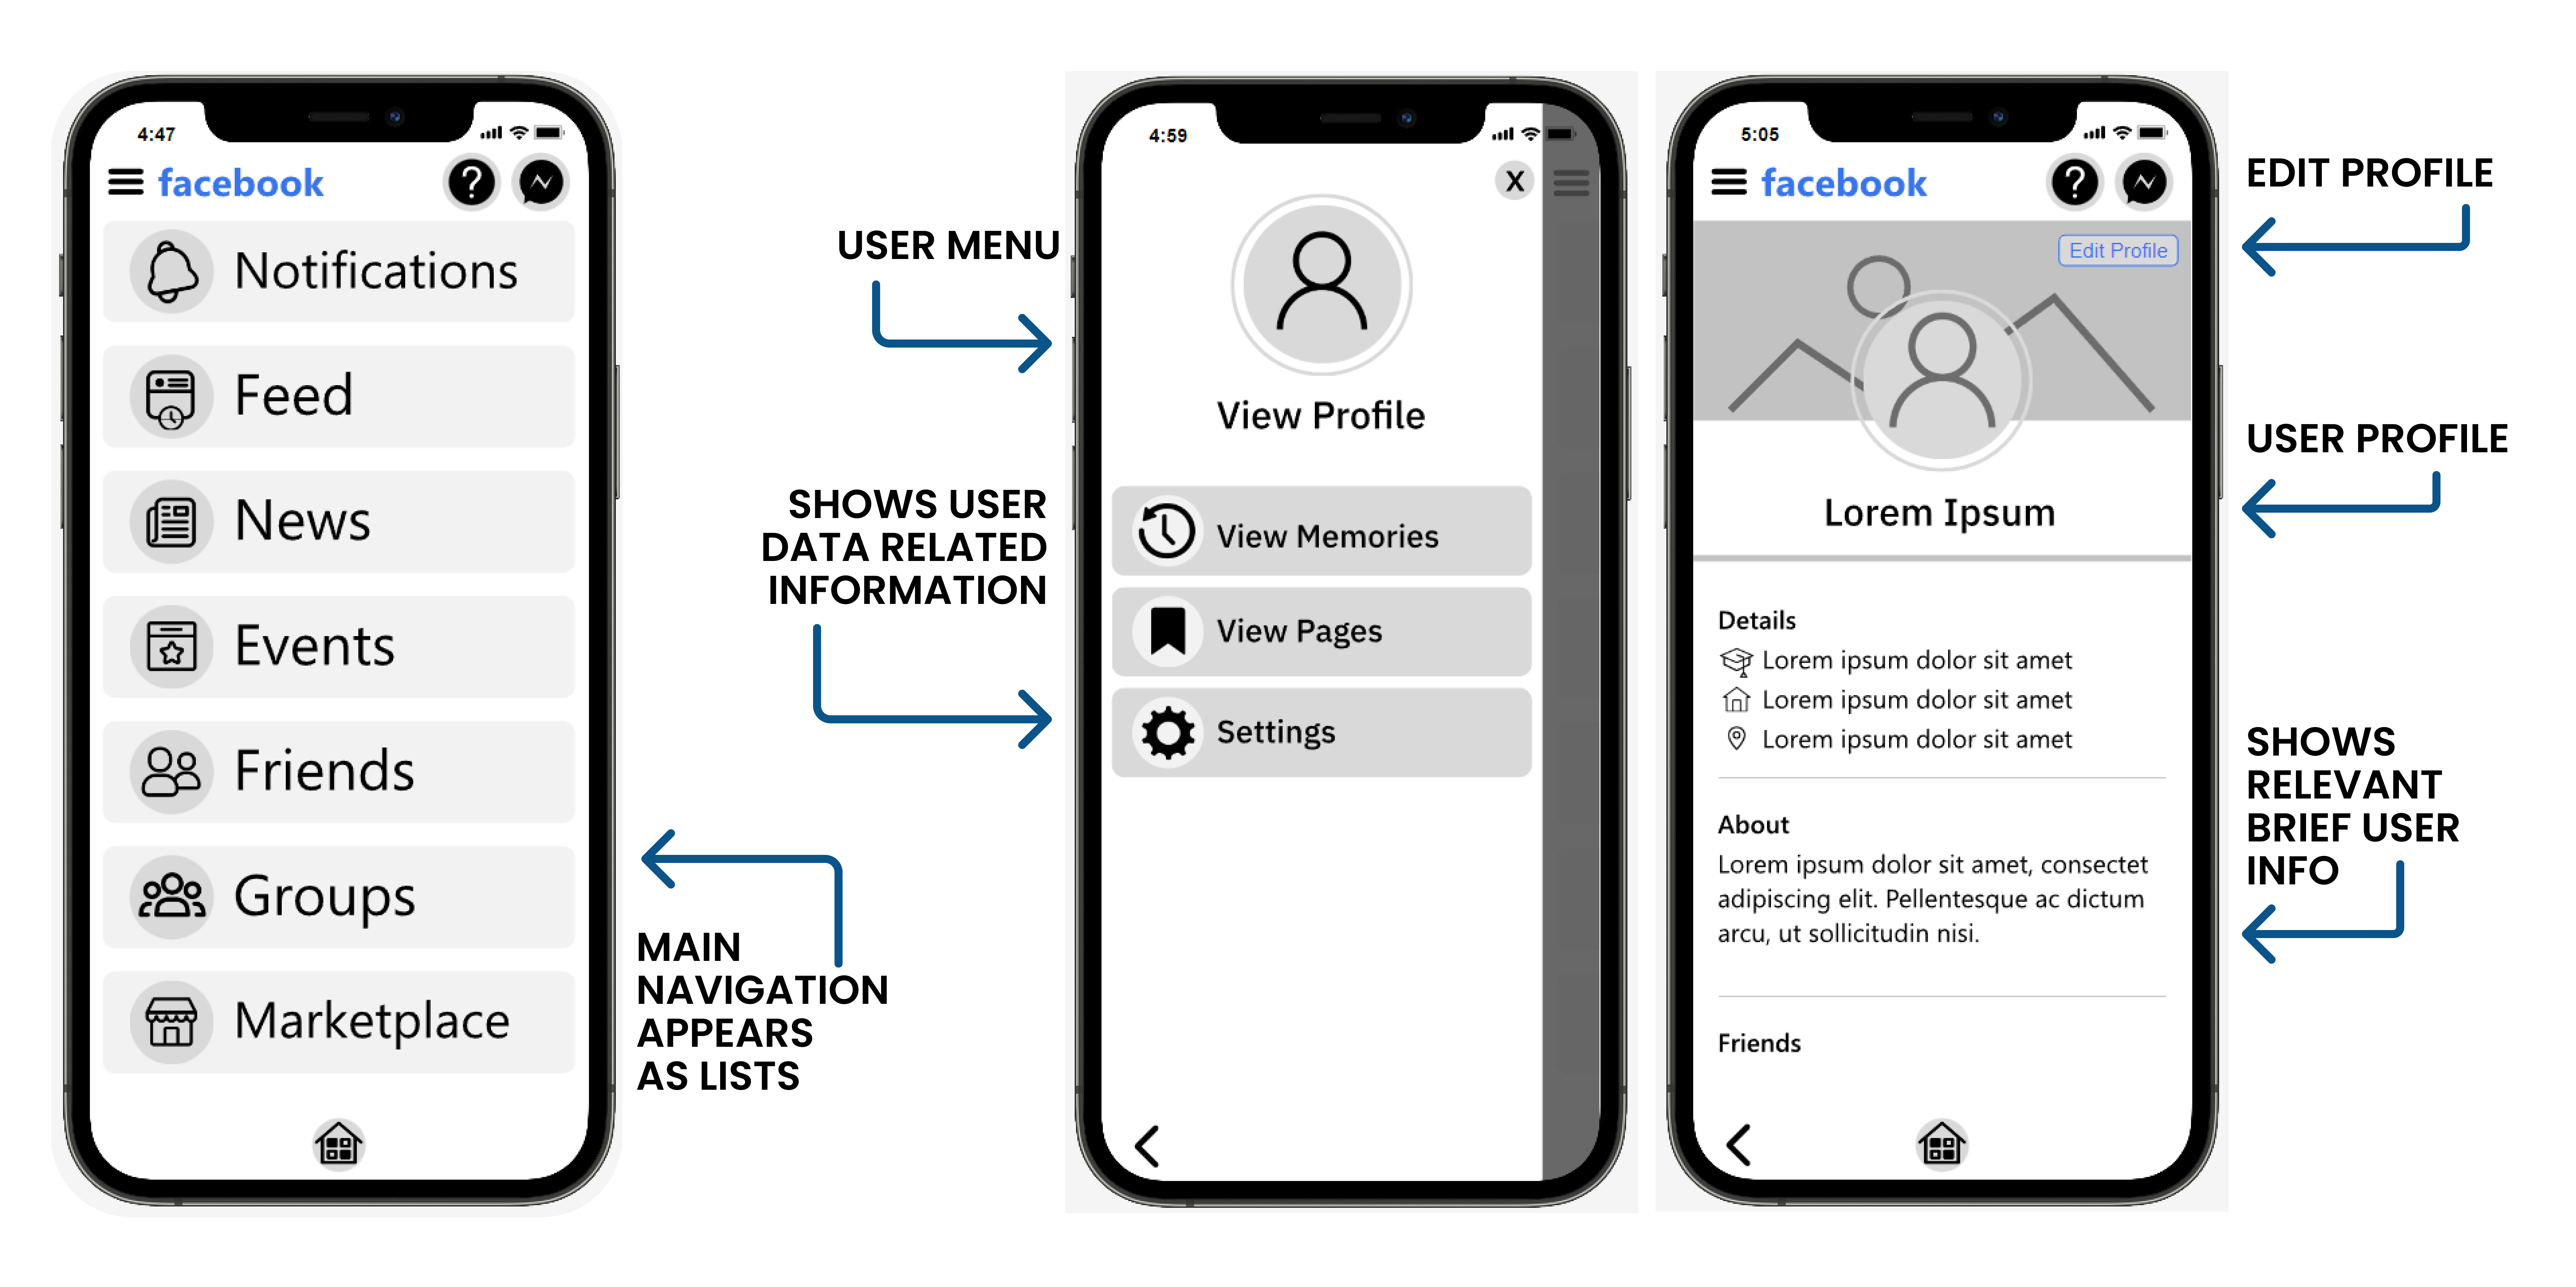 4:47
facebook
Notifications
Feed
News
Events
Friends
Groups
Marketplace
MAIN
NAVIGATION
APPEARS
AS LISTS
USER MENU
SHOWS USER
DATA RELATED
INFORMATION
4:59
X
View Profile
View Memories
View Pages
Settings
5:05
facebook
Edit Profile
Lorem Ipsum
Details
Lorem ipsum dolor sit amet
Lorem ipsum dolor sit amet
Lorem ipsum dolor sit amet
About
Lorem ipsum dolor sit amet, consectet
adipiscing elit. Pellentesque ac dictum
arcu, ut sollicitudin nisi.
Friends
EDIT PROFILE
USER PROFILE
SHOWS
RELEVANT
BRIEF USER
INFO